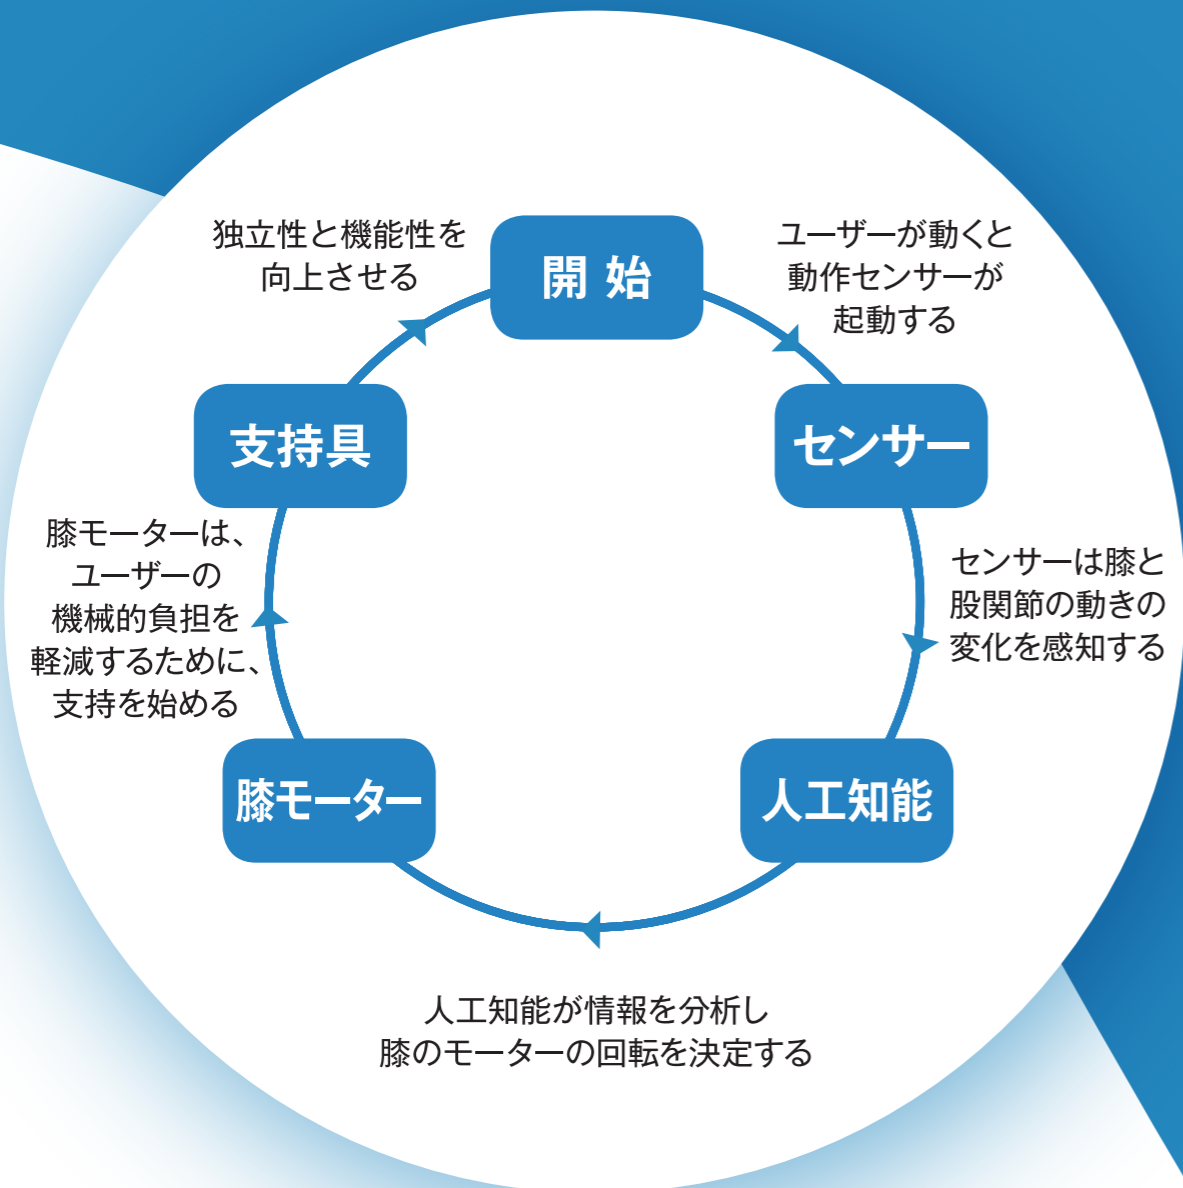 開 始
ユーザーが動くと
動作センサーが
起動する
センサー
センサーは膝と
股関節の動きの
変化を感知する
人工知能
人工知能が情報を分析し
膝のモーターの回転を決定する
膝モーター
膝モーターは、
ユーザーの
機械的負担を
軽減するために、
支持を始める
支持具
独立性と機能性を
向上させる